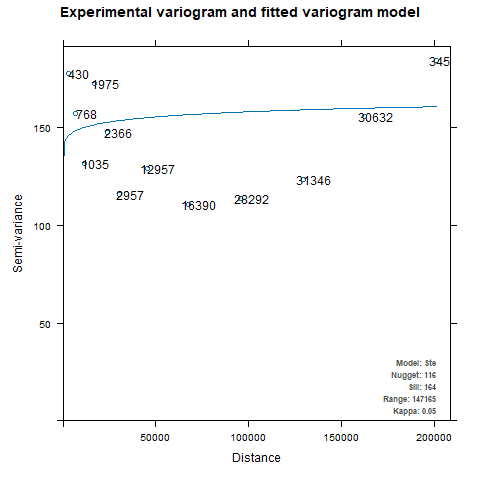 Experimental variogram and fitted variogram model
430
345
1975
768
30632
2366
1035
12957
31346
2957
28292
16390
150
100
50
Semi-variance
Model: Ste
Nugget: 116
Sill: 164
Range: 147165
Kappa: 0.05
50000 100000 150000 200000
Distance